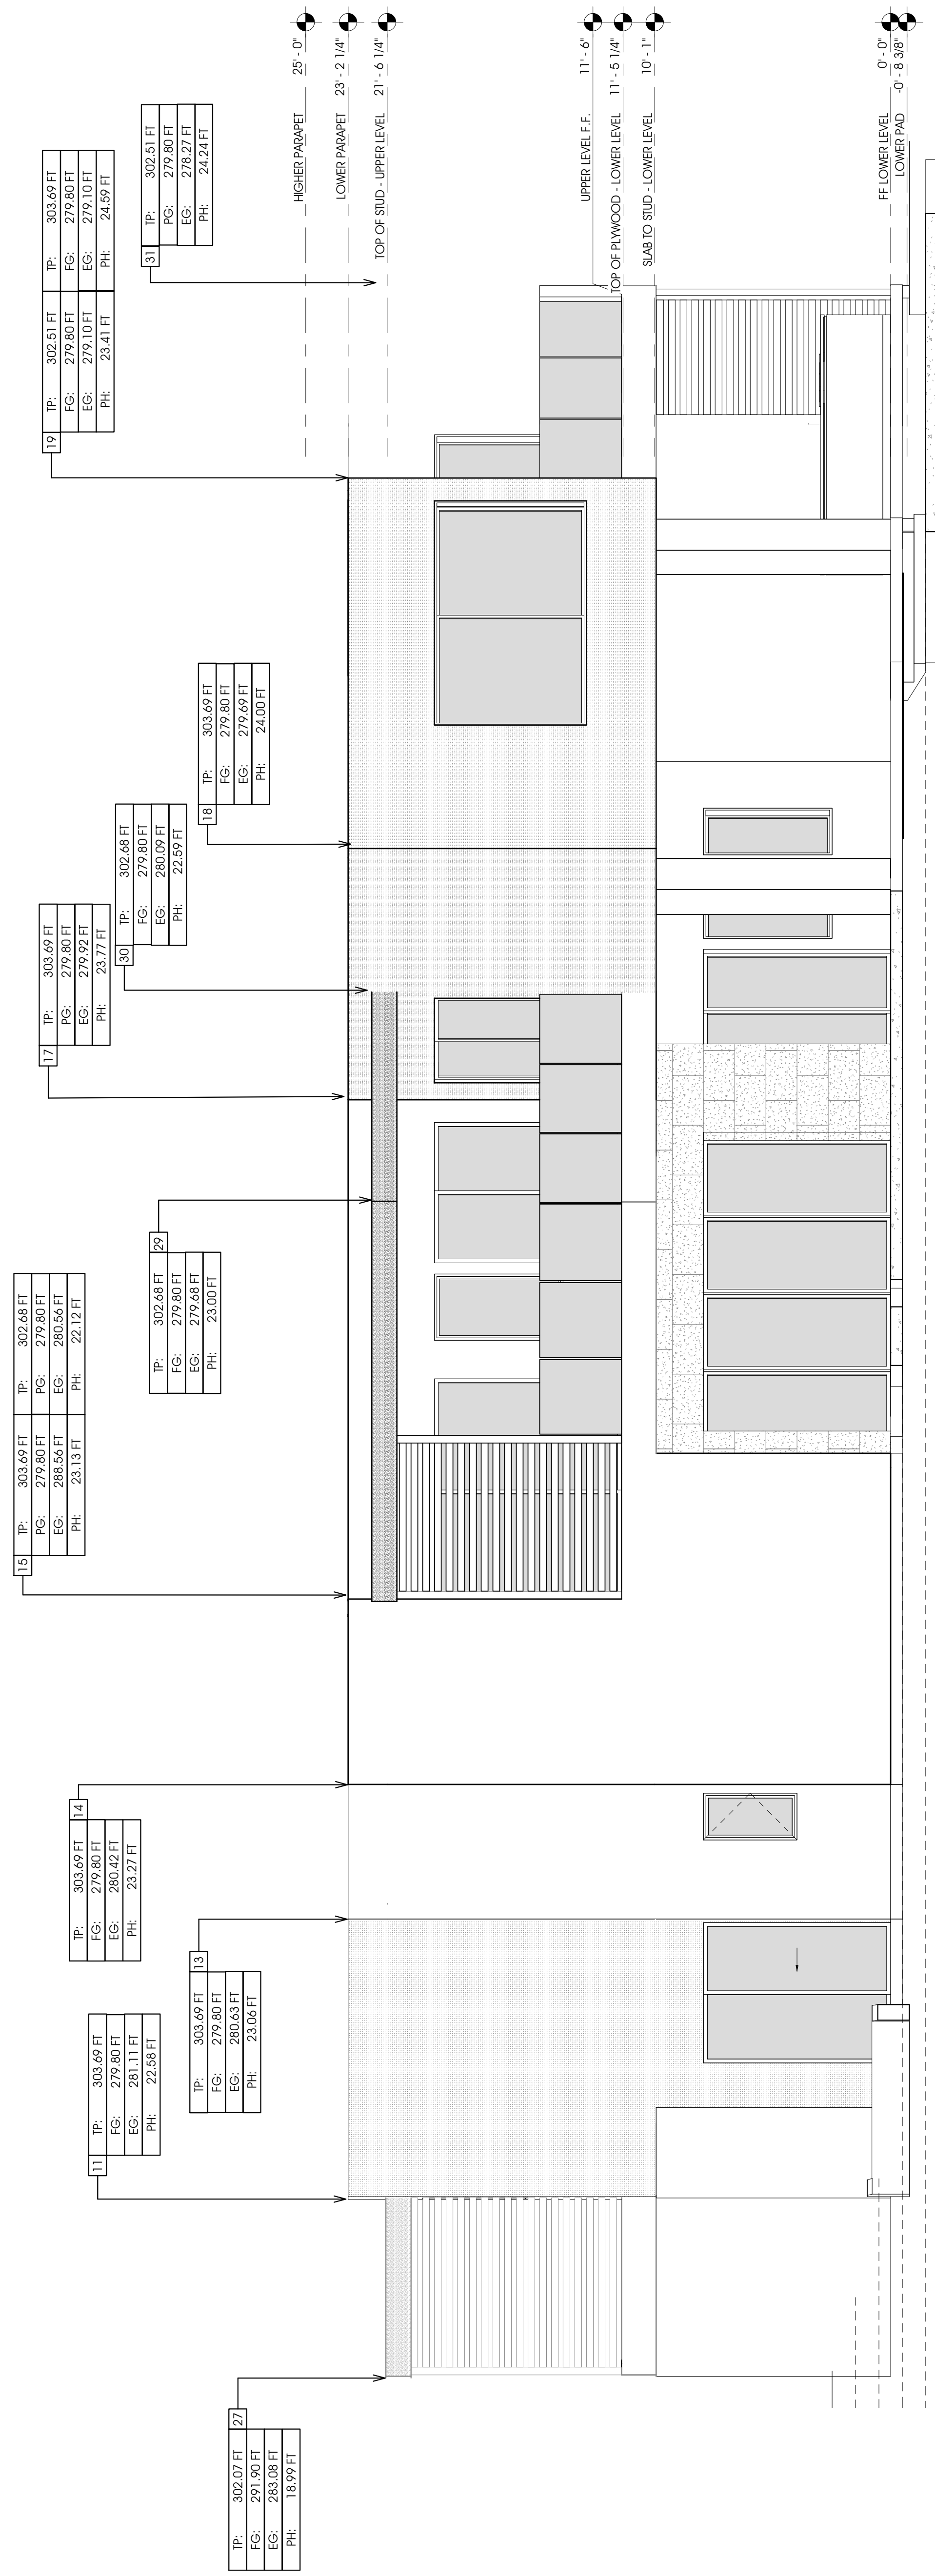 25' - 0"
HIGHER PARAPET
23' - 2 1/4"
LOWER PARAPET
21' - 6 1/4"
TOP OF STUD - UPPER LEVEL
11' - 6"
UPPER LEVEL F.F.
11' - 5 1/4"
TOP OF PLYWOOD - LOWER LEVEL
10' - 1"
SLAB TO STUD - LOWER LEVEL
0' - 0"
FF LOWER LEVEL
-0' - 8 3/8"
LOWER PAD
27
TP: 302.07 FT
FG: 291.90 FT
EG: 283.08 FT
PH: 18.99 FT
11
TP: 303.69 FT
FG: 279.80 FT
EG: 281.11 FT
PH: 22.58 FT
13
TP: 303.69 FT
FG: 279.80 FT
EG: 280.63 FT
PH: 23.06 FT
14
TP: 303.69 FT
FG: 279.80 FT
EG: 280.42 FT
PH: 23.27 FT
15
TP: 303.69 FT TP: 302.68 FT
PG: 279.80 FT PG: 279.80 FT
EG: 288.56 FT EG: 280.56 FT
PH: 23.13 FT PH: 22.12 FT
29
TP: 302.68 FT
FG: 279.80 FT
EG: 279.68 FT
PH: 23.00 FT
17
TP: 303.69 FT
PG: 279.80 FT
EG: 279.92 FT
PH: 23.77 FT
30
TP: 302.68 FT
FG: 279.80 FT
EG: 280.09 FT
PH: 22.59 FT
18
TP: 303.69 FT
FG: 279.80 FT
EG: 279.69 FT
PH: 24.00 FT
19
TP: 302.51 FT TP: 303.69 FT
FG: 279.80 FT FG: 279.80 FT
EG: 279.10 FT EG: 279.10 FT
PH: 23.41 FT PH: 24.59 FT
31
TP: 302.51 FT
PG: 279.80 FT
EG: 278.27 FT
PH: 24.24 FT